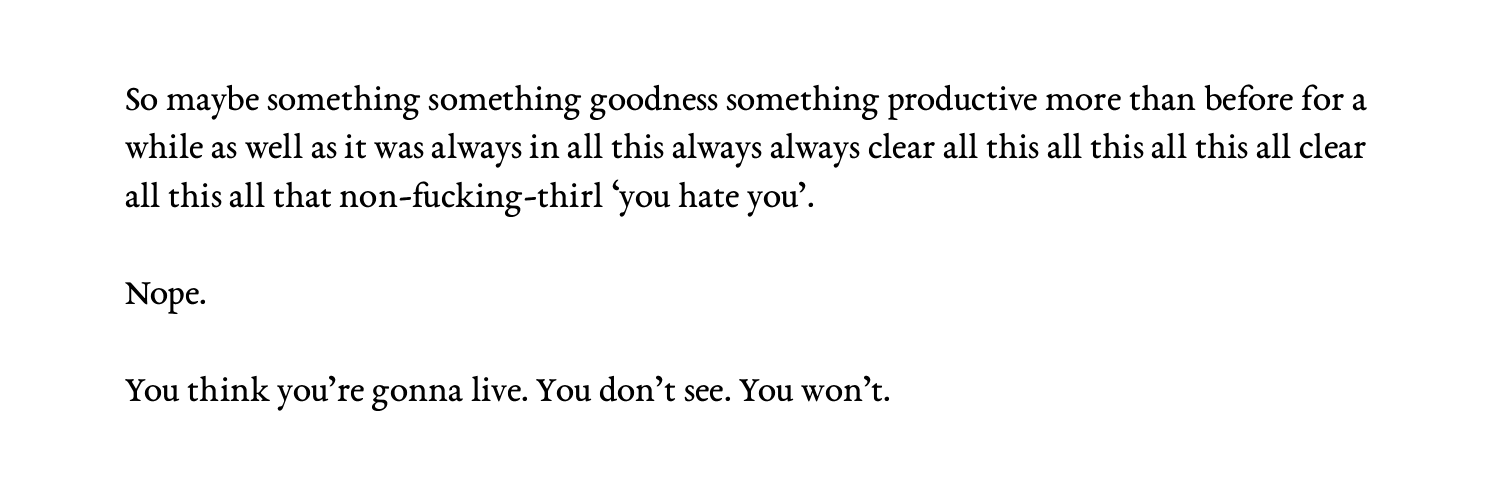 So maybe something something goodness something productive more than before for a
while as well as it was always in all this always always clear all this all this all this all clear
all this all that non-fucking-thirl ‘you hate you’.
Nope.
You think you’re gonna live. You don’t see. You won’t.